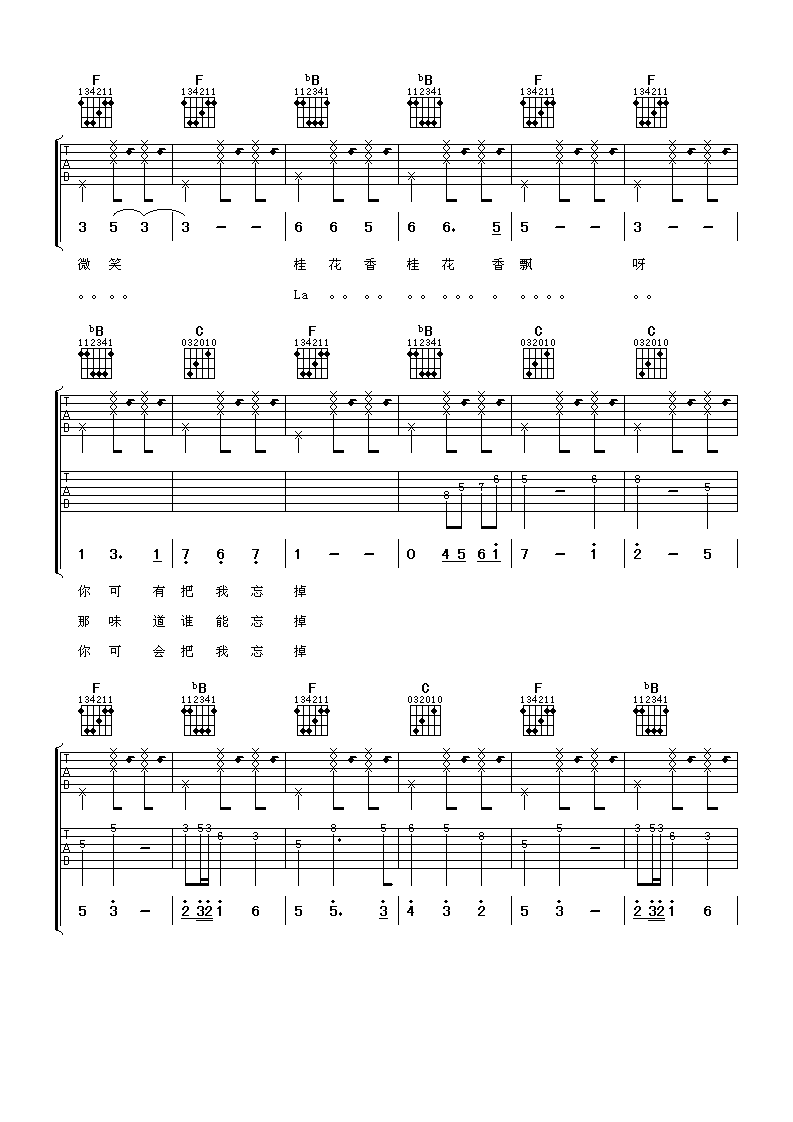 F F ♭B ♭B F F
134211 134211 112341 112341 134211 134211
T A B
3 5 3 | 3 - - | 6 6 5 | 6 6. 5 | 5 - - | 3 - - |
微 笑 桂 花 香 桂 花 香 飘 呀
。。。。 La 。。 。。 。。 。。。 。 。。。。 。。
♭B C F ♭B C C
112341 032010 134211 112341 032010 032010
T A B
T A B 8 5 7 6 5 - 6 8 - 5
1 3. 1 | 7 6 7 | 1 - - | 0 4 5 6 1 | 7 - 1 | 2 - 5 |
你 可 有 把 我 忘 掉
那 味 道 谁 能 忘 掉
你 可 会 把 我 忘 掉
F ♭B F C F ♭B
134211 112341 134211 032010 134211 112341
T A B
T A B 5 5 - 3 5 3 6 3 5 8 . 5 6 5 8 5 5 - 3 5 3 6 3
5 3 - | 2 3 2 1 6 | 5 5. 3 | 4 3 2 | 5 3 - | 2 3 2 1 6 |